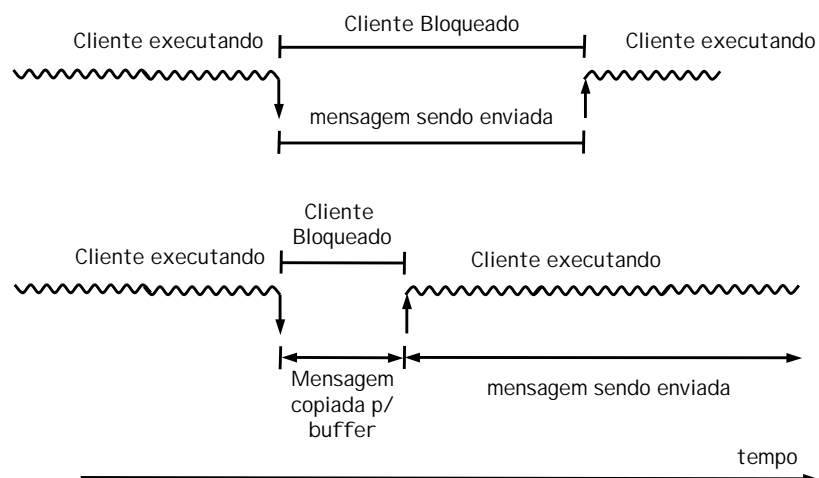 Cliente Bloqueado
Cliente executando
Cliente executando
mensagem sendo enviada
Cliente
Bloqueado
Cliente executando
Cliente executando
Mensagem
copiada p/
buffer
mensagem sendo enviada
tempo